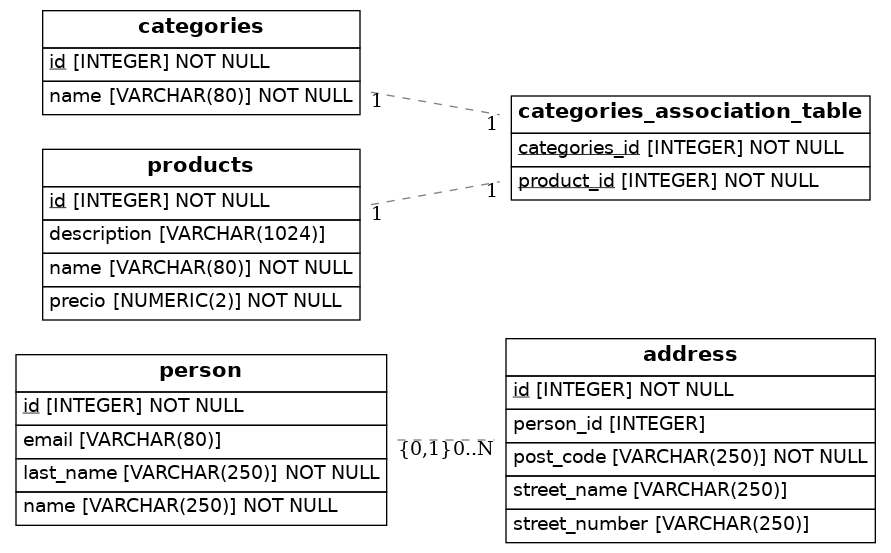 categories
id [INTEGER] NOT NULL
name [VARCHAR(80)] NOT NULL
1
1
categories_association_table
categories_id [INTEGER] NOT NULL
product_id [INTEGER] NOT NULL
products
id [INTEGER] NOT NULL
description [VARCHAR(1024)]
name [VARCHAR(80)] NOT NULL
precio [NUMERIC(2)] NOT NULL
1
1
person
id [INTEGER] NOT NULL
email [VARCHAR(80)]
last_name [VARCHAR(250)] NOT NULL
name [VARCHAR(250)] NOT NULL
{0,1}0..N
address
id [INTEGER] NOT NULL
person_id [INTEGER]
post_code [VARCHAR(250)] NOT NULL
street_name [VARCHAR(250)]
street_number [VARCHAR(250)]